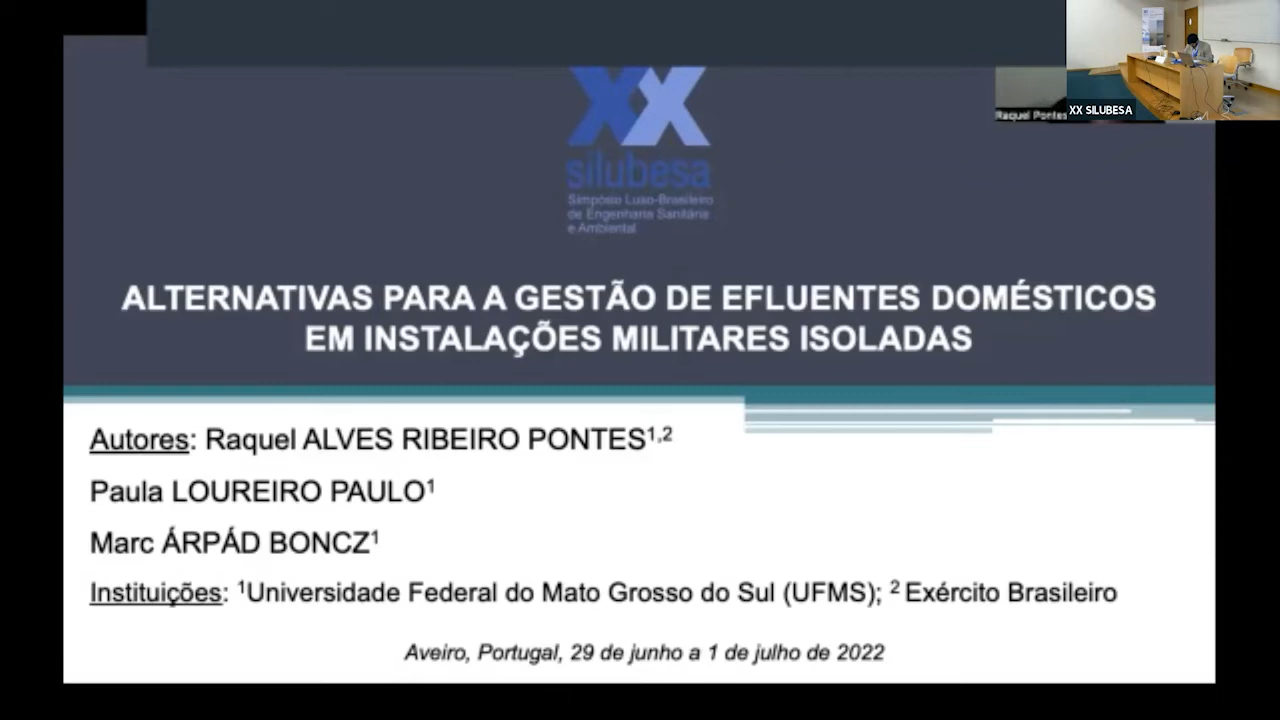 XX
silubesa
Simpósio Luso-Brasileiro
de Engenharia Sanitária
e Ambiental
Raquel Pontes
XX SILUBESA
ALTERNATIVAS PARA A GESTÃO DE EFLUENTES DOMÉSTICOS
EM INSTALAÇÕES MILITARES ISOLADAS
Autores: Raquel ALVES RIBEIRO PONTES1,2
Paula LOUREIRO PAULO1
Marc ÁRPÁD BONCZ1
Instituições: 1Universidade Federal do Mato Grosso do Sul (UFMS); 2 Exército Brasileiro
Aveiro, Portugal, 29 de junho a 1 de julho de 2022